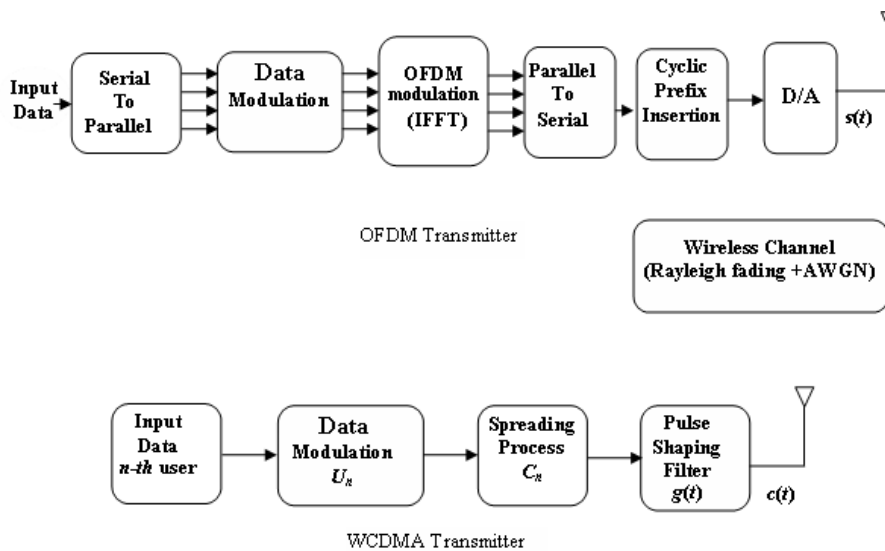 Input
Data
Serial
To
Parallel
Data
Modulation
OFDM
modulation
(IFFT)
Parallel
To
Serial
Cyclic
Prefix
Insertion
D/A
s(t)
OFDM Transmitter
Wireless Channel
(Rayleigh fading +AWGN)
Input
Data
n-th user
Data
Modulation
Un
Spreading
Process
Cn
Pulse
Shaping
Filter
g(t)
c(t)
WCDMA Transmitter